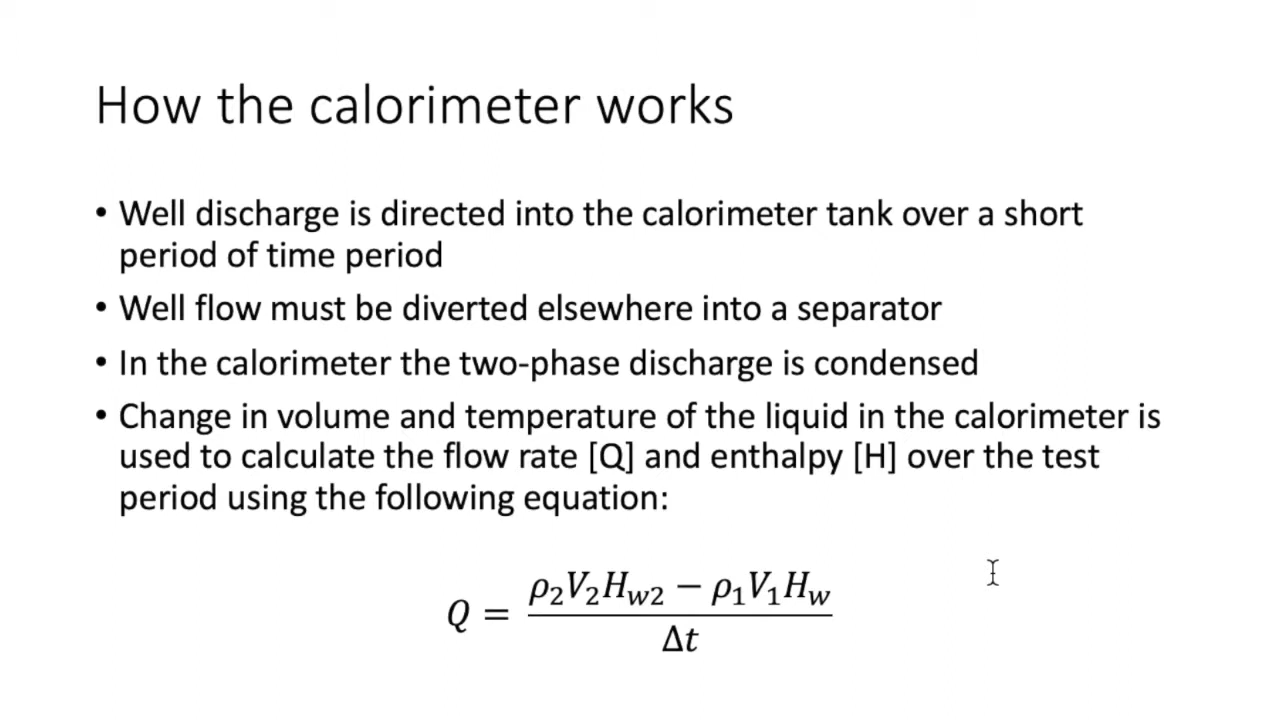 How the calorimeter works
• Well discharge is directed into the calorimeter tank over a short
period of time period
• Well flow must be diverted elsewhere into a separator
• In the calorimeter the two-phase discharge is condensed
• Change in volume and temperature of the liquid in the calorimeter is
used to calculate the flow rate [Q] and enthalpy [H] over the test
period using the following equation:
Q = (ρ₂V₂H_{w2} − ρ₁V₁H_w) / Δt